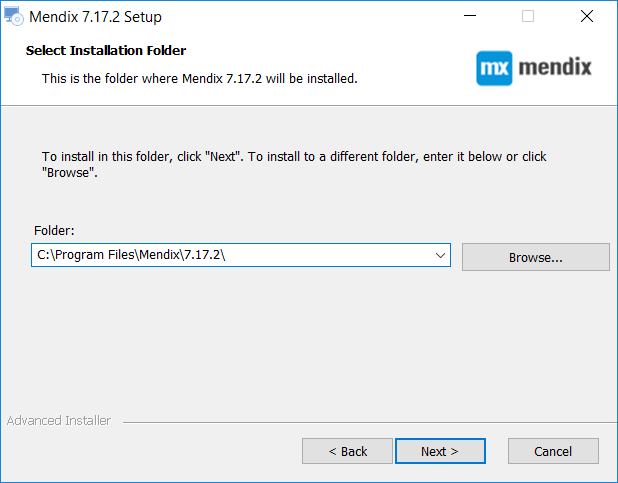 Mendix 7.17.2 Setup
Select Installation Folder
This is the folder where Mendix 7.17.2 will be installed.
mx mendix
To install in this folder, click "Next". To install to a different folder, enter it below or click
"Browse".
Folder:
C:\Program Files\Mendix\7.17.2\
Browse...
Advanced Installer
< Back
Next >
Cancel